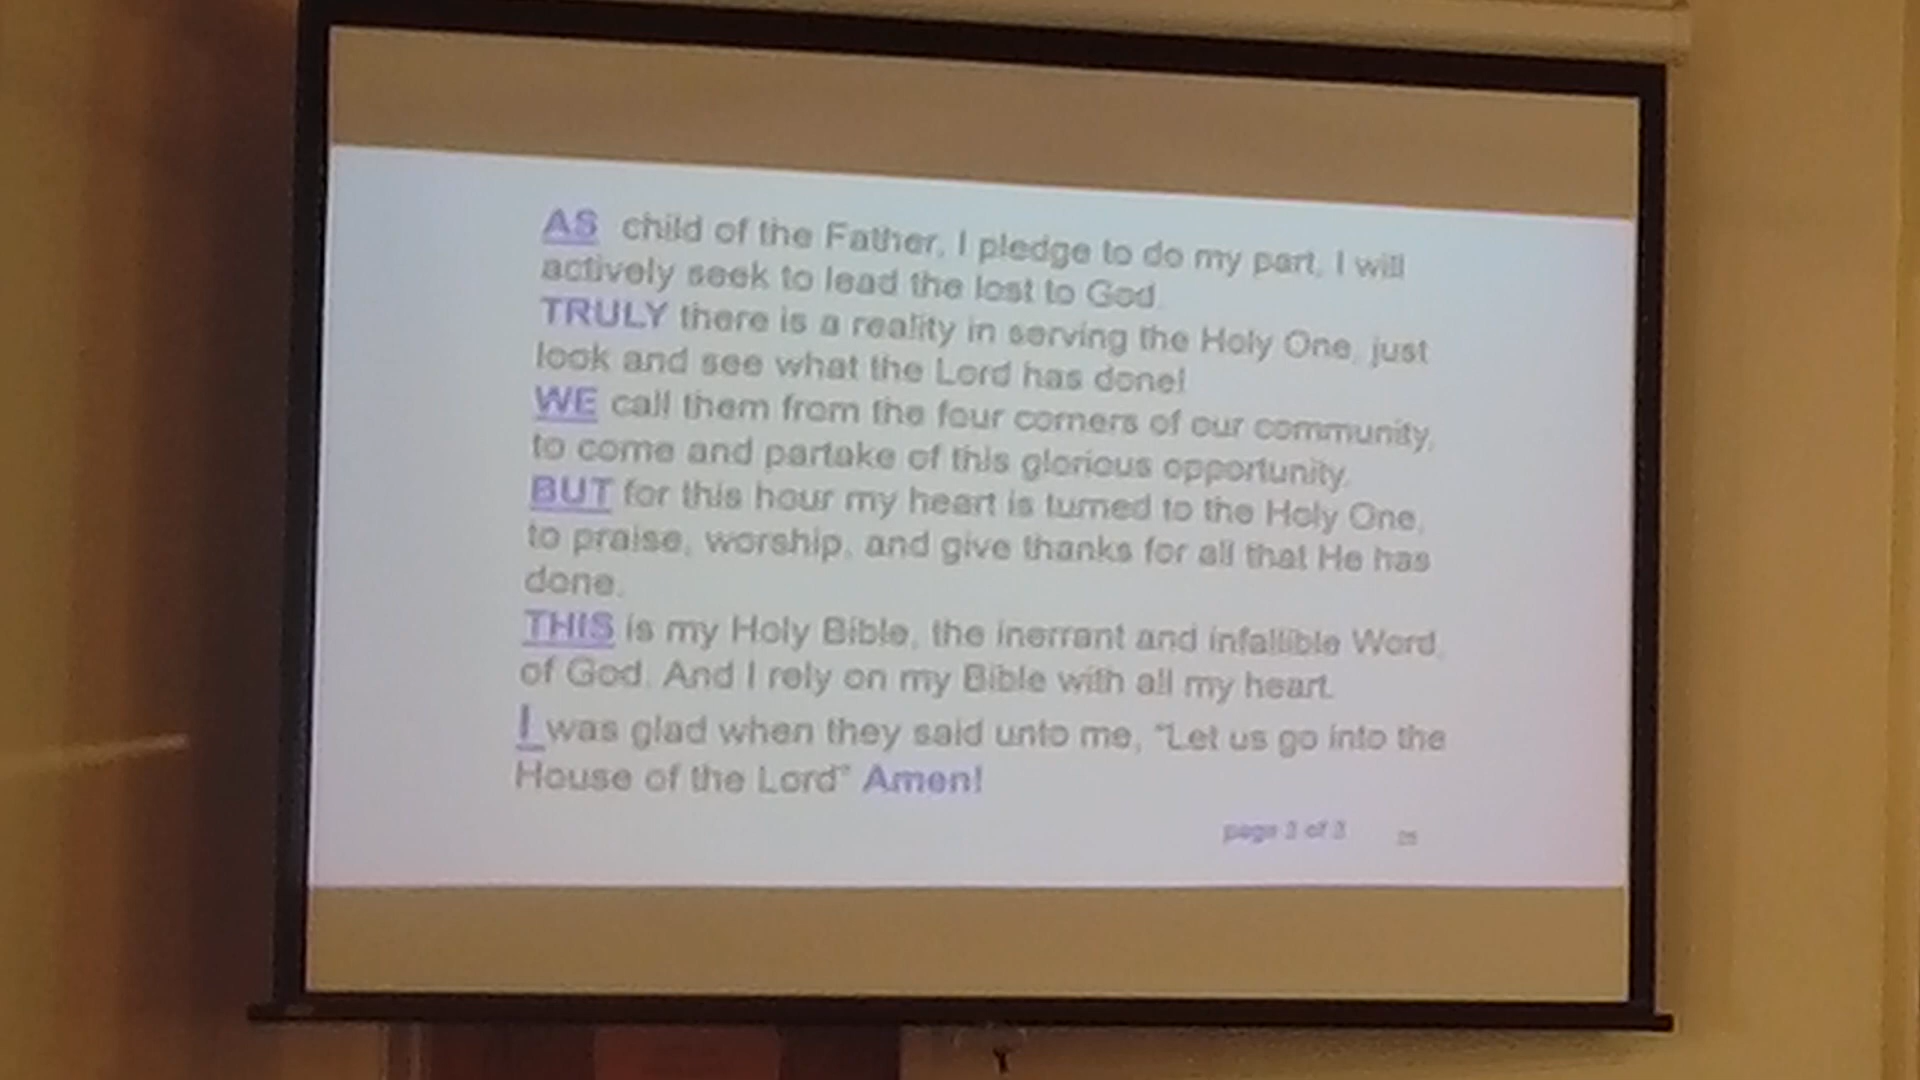 AS child of the Father, I pledge to do my part, I will
actively seek to lead the lost to God.
TRULY there is a reality in serving the Holy One, just
look and see what the Lord has done!
WE call them from the four corners of our community,
to come and partake of this glorious opportunity.
BUT for this hour my heart is turned to the Holy One,
to praise, worship, and give thanks for all that He has
done.
THIS is my Holy Bible, the inerrant and infallible Word,
of God. And I rely on my Bible with all my heart.
I was glad when they said unto me, "Let us go into the
House of the Lord" Amen!
page 3 of 3